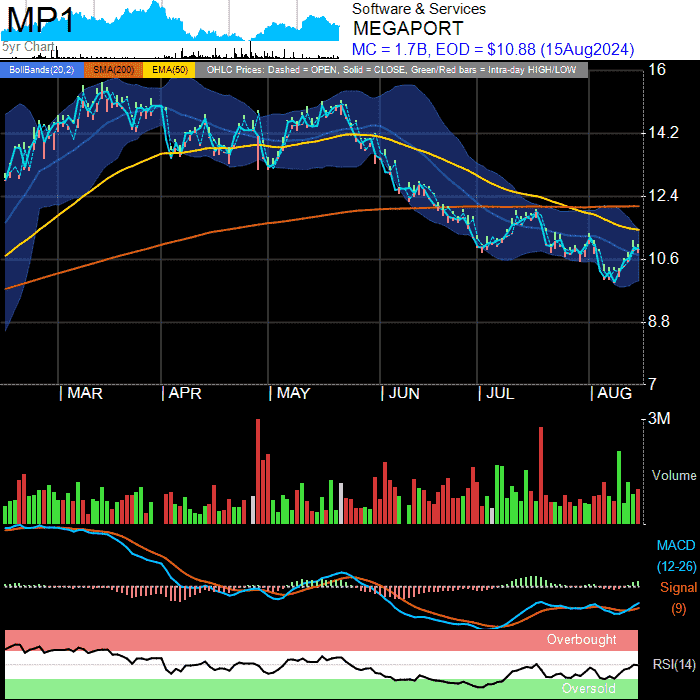 MP1
5yr Chart
Software & Services
MEGAPORT
MC = 1.7B, EOD = $10.88 (15Aug2024)
BollBands(20,2) SMA(200) EMA(50) OHLC Prices: Dashed = OPEN, Solid = CLOSE, Green/Red bars = Intra-day HIGH/LOW
16
14.2
12.4
10.6
8.8
7
| MAR | APR | MAY | JUN | JUL | AUG
3M
Volume
MACD
(12-26)
Signal
(9)
Overbought
RSI(14)
Oversold